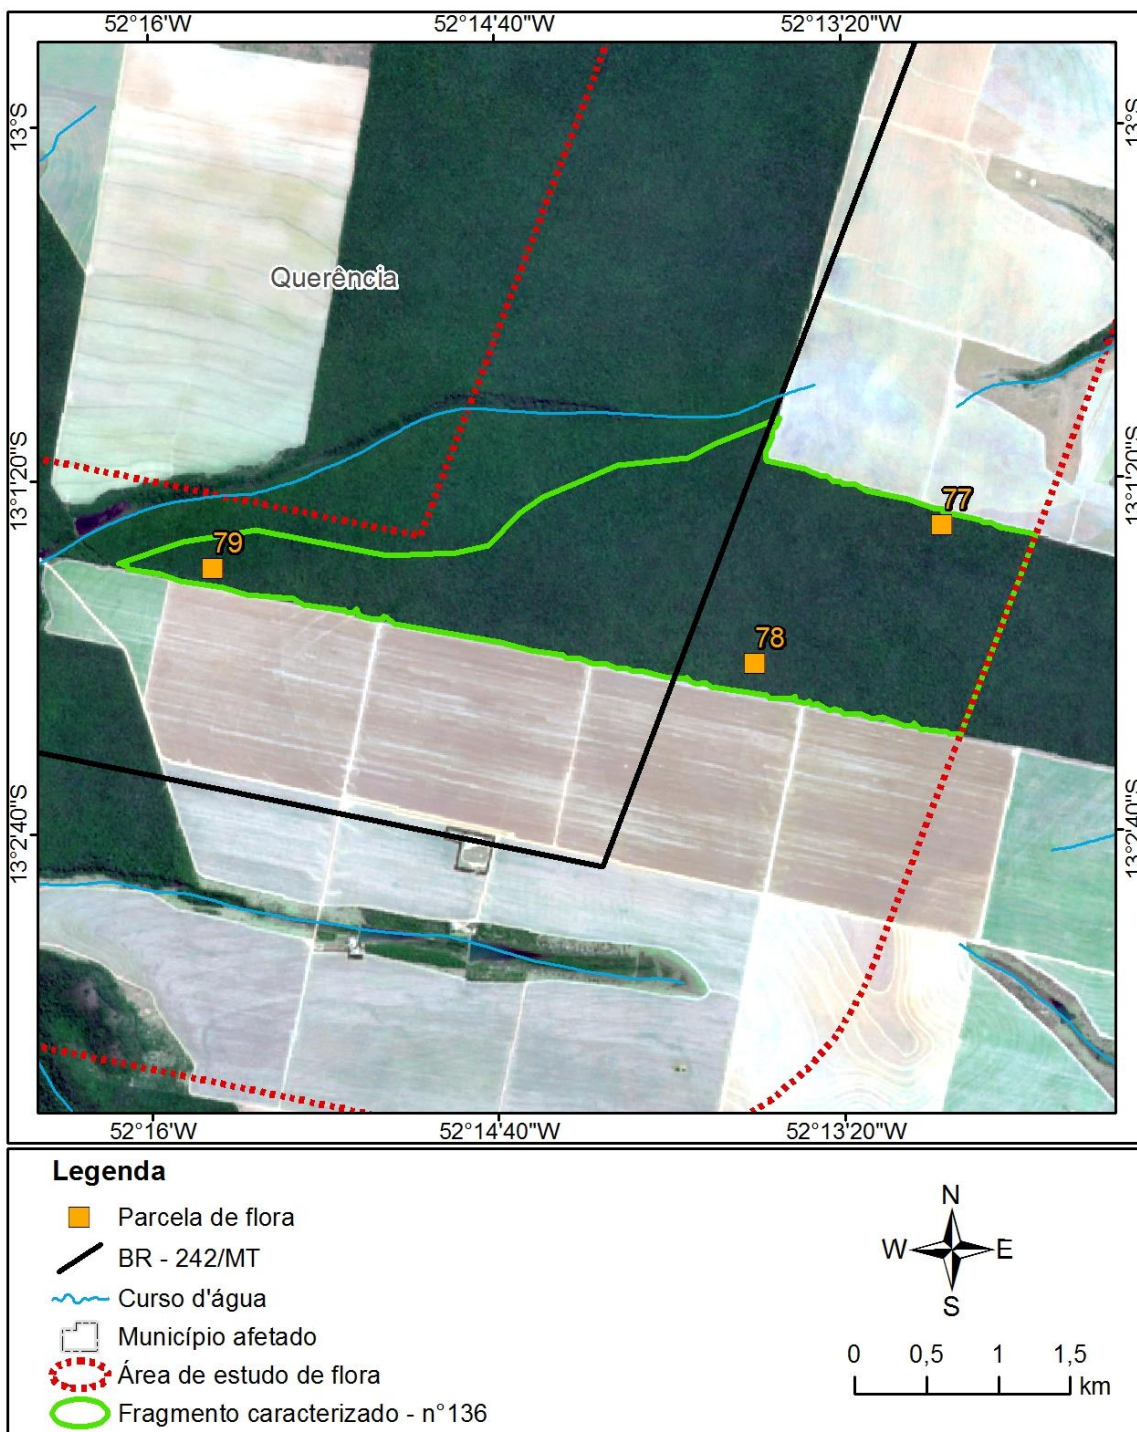 52°16'W 52°14'40"W 52°13'20"W
13°S
13°S
Querência
13°1'20"S
13°1'20"S
77
79
78
13°2'40"S
13°2'40"S
52°16'W 52°14'40"W 52°13'20"W
Legenda
Parcela de flora
BR - 242/MT
Curso d'água
Município afetado
Área de estudo de flora
Fragmento caracterizado - n°136
N
W E
S
0 0,5 1 1,5
km